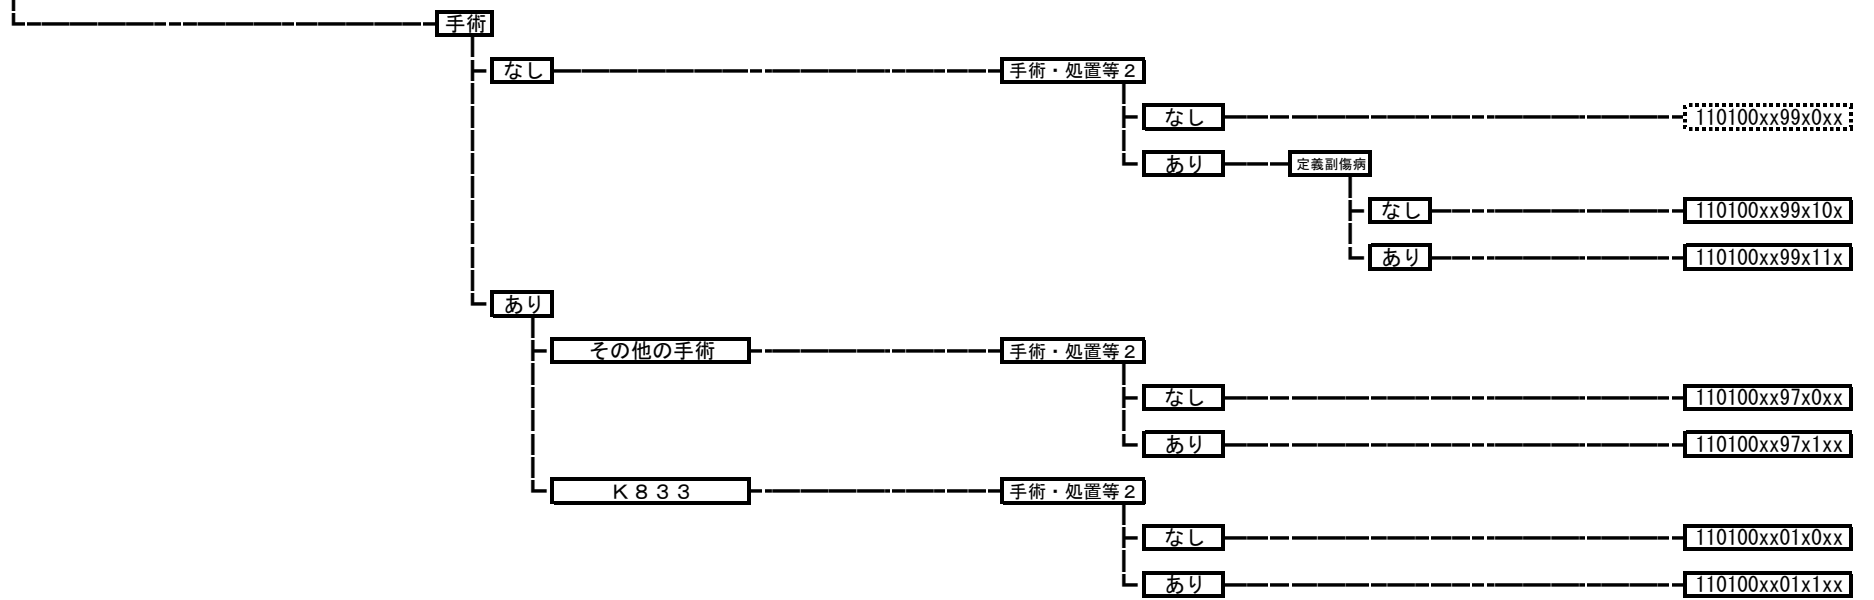 手術
なし 手術・処置等２
なし 110100xx99x0xx
あり 定義副傷病
なし 110100xx99x10x
あり 110100xx99x11x
あり
その他の手術 手術・処置等２
なし 110100xx97x0xx
あり 110100xx97x1xx
Ｋ８３３ 手術・処置等２
なし 110100xx01x0xx
あり 110100xx01x1xx